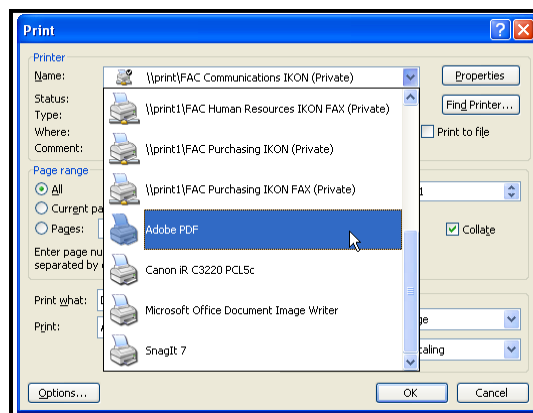 Print
Printer
Name:
\\print\FAC Communications IKON (Private)
Properties
Status:
Type:
Where:
Comment:
\\print1\FAC Human Resources IKON FAX (Private)
\\print1\FAC Purchasing IKON (Private)
\\print1\FAC Purchasing IKON FAX (Private)
Adobe PDF
Canon iR C3220 PCL5c
Microsoft Office Document Image Writer
SnagIt 7
Find Printer...
Print to file
Page range
All
Current pa
Pages:
Enter page nu
separated by
1
Collate
Print what:
Print:
ge
caling
Options...
OK
Cancel